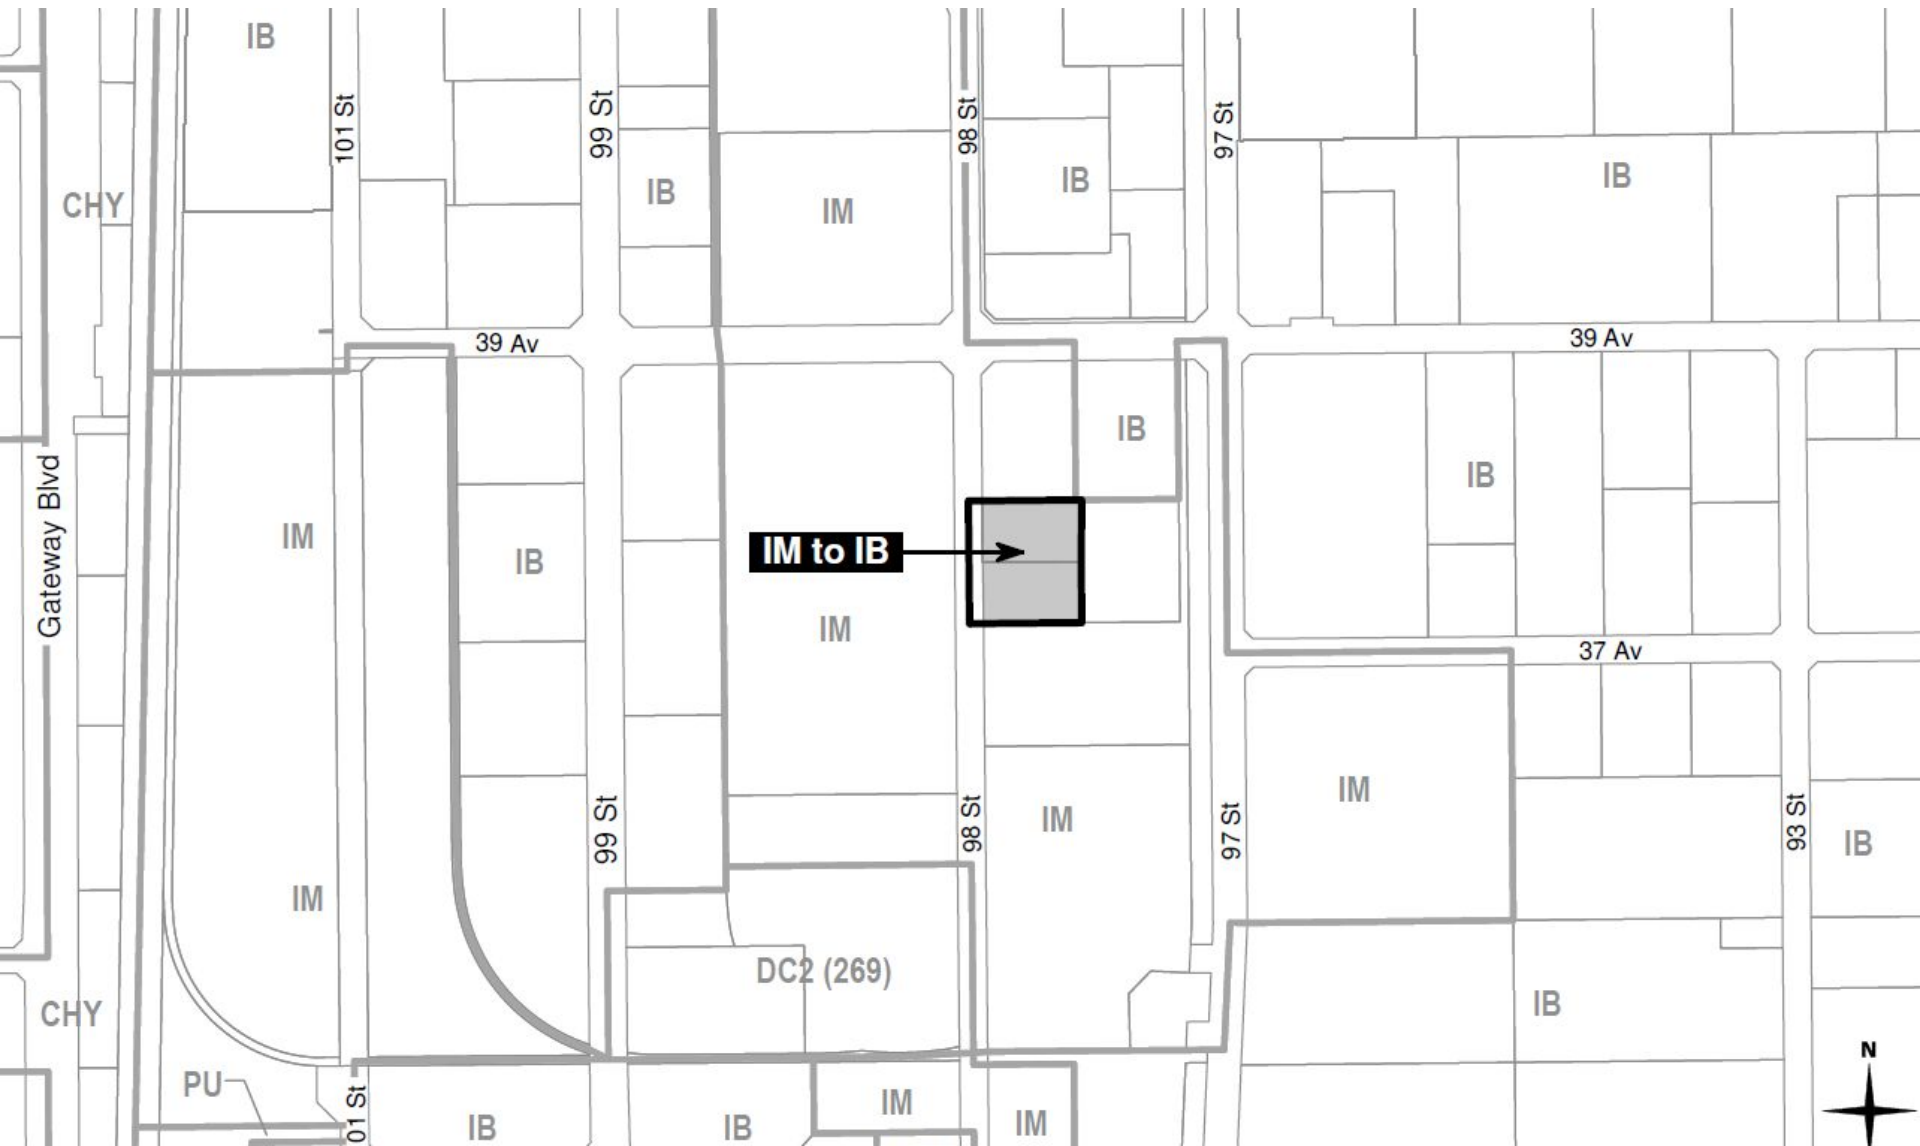 IB
101 St
99 St
98 St
97 St
CHY
IB
IM
IB
IB
39 Av
39 Av
IB
Gateway Blvd
IM
IB
IM to IB
IB
IM
37 Av
IM
IM
99 St
98 St
97 St
93 St
IB
IM
DC2 (269)
CHY
IB
N
PU
01 St
IB
IB
IM
IM